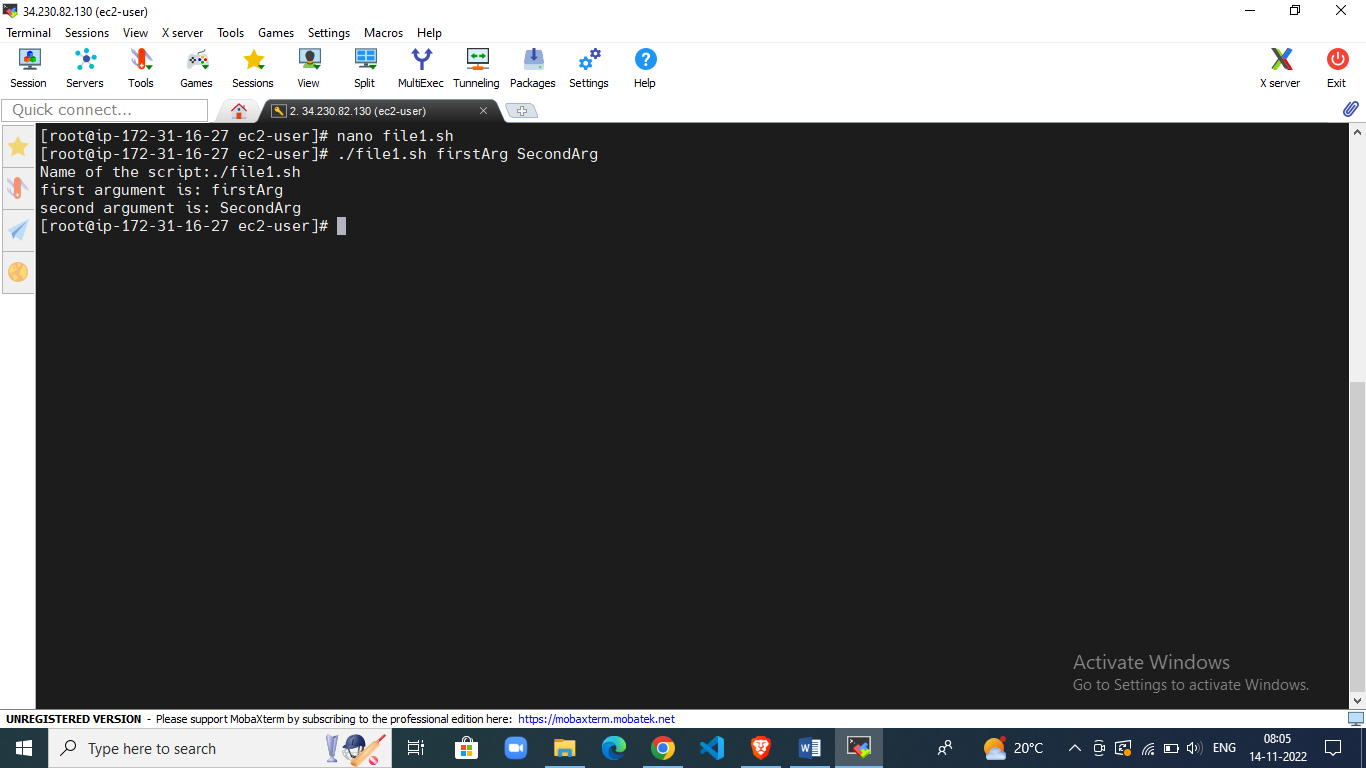 34.230.82.130 (ec2-user)
Terminal Sessions View X server Tools Games Settings Macros Help
Session Servers Tools Games Sessions View Split MultiExec Tunneling Packages Settings Help X server Exit
Quick connect... 2. 34.230.82.130 (ec2-user)
[root@ip-172-31-16-27 ec2-user]# nano file1.sh
[root@ip-172-31-16-27 ec2-user]# ./file1.sh firstArg SecondArg
Name of the script:./file1.sh
first argument is: firstArg
second argument is: SecondArg
[root@ip-172-31-16-27 ec2-user]#
Activate Windows
Go to Settings to activate Windows.
UNREGISTERED VERSION - Please support MobaXterm by subscribing to the professional edition here: https://mobaxterm.mobatek.net
Type here to search 20°C ENG 08:05
14-11-2022